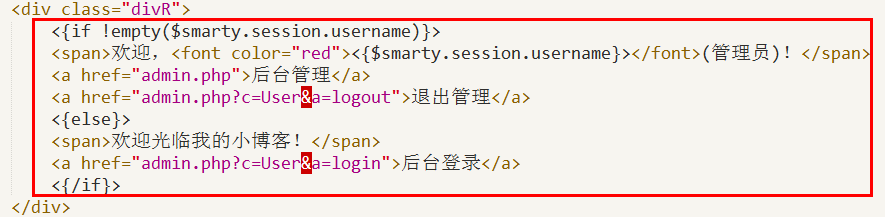 <div class="divR">
<{if !empty($smarty.session.username)}>
<span>欢迎，<font color="red"><{$smarty.session.username}></font>(管理员)！</span>
<a href="admin.php">后台管理</a>
<a href="admin.php?c=User&a=logout">退出管理</a>
<{else}>
<span>欢迎光临我的小博客！</span>
<a href="admin.php?c=User&a=login">后台登录</a>
<{/if}>
</div>